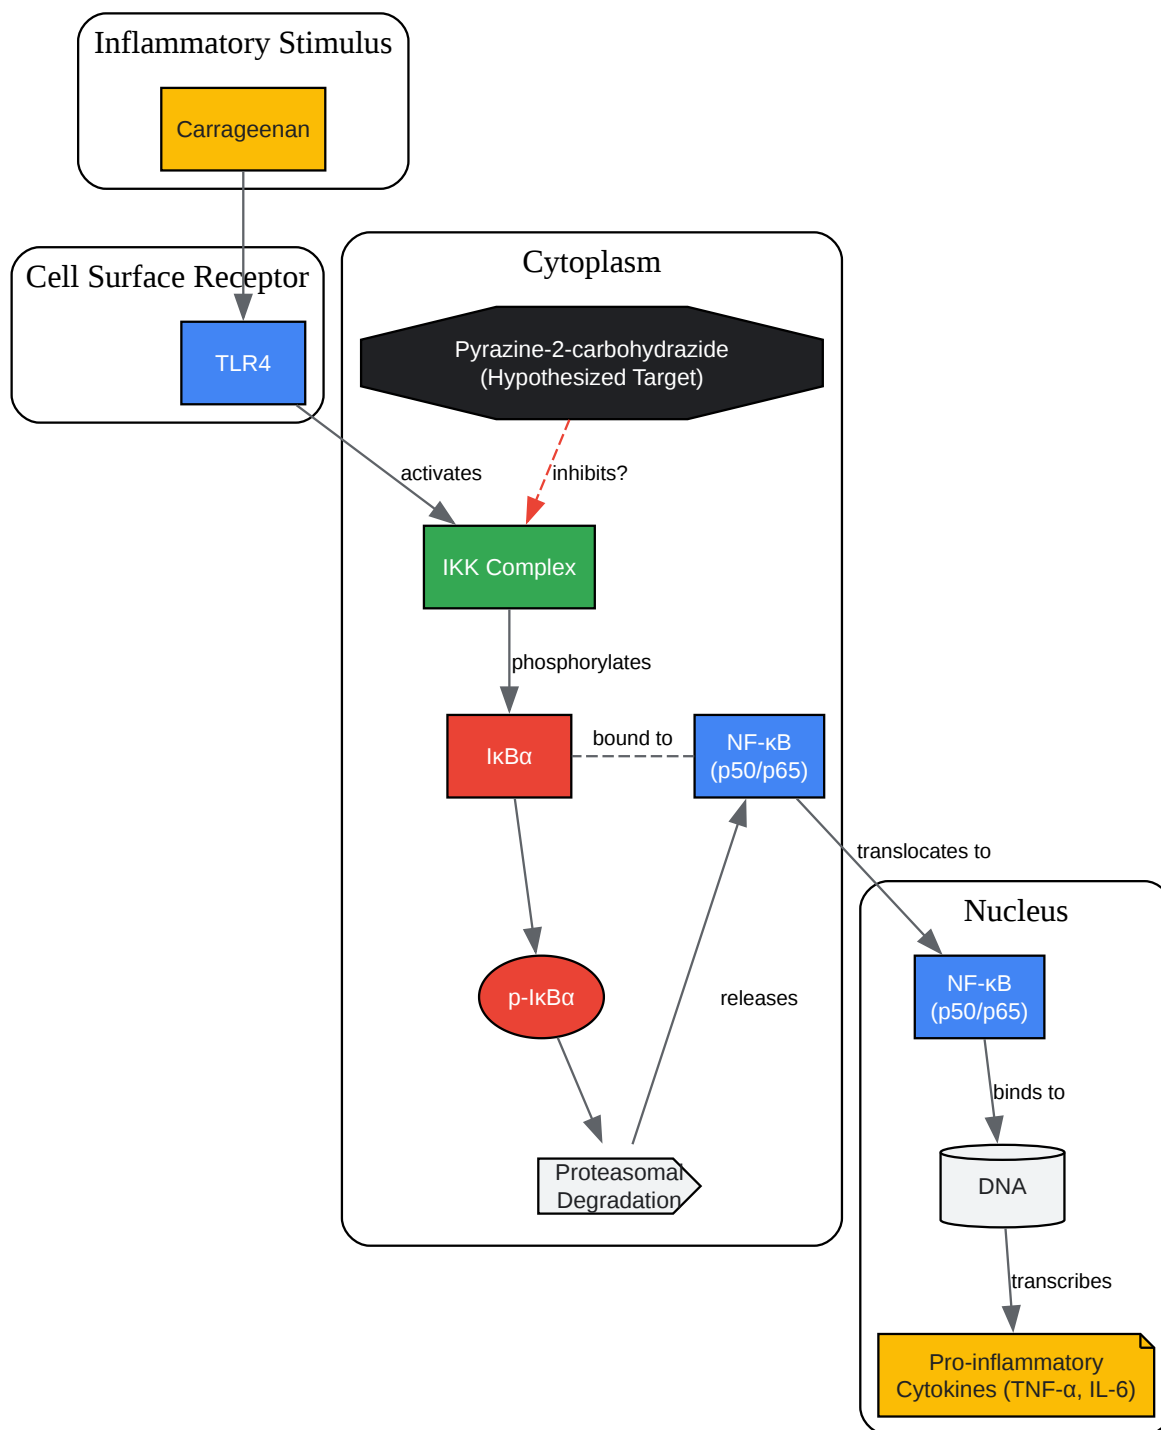 Inflammatory Stimulus
Carrageenan
Cell Surface Receptor
TLR4
Cytoplasm
Pyrazine-2-carbohydrazide
(Hypothesized Target)
activates
inhibits?
IKK Complex
phosphorylates
IκBα
bound to
NF-κB
(p50/p65)
translocates to
Nucleus
NF-κB
(p50/p65)
p-IκBα
releases
binds to
Proteasomal
Degradation
DNA
transcribes
Pro-inflammatory
Cytokines (TNF-α, IL-6)